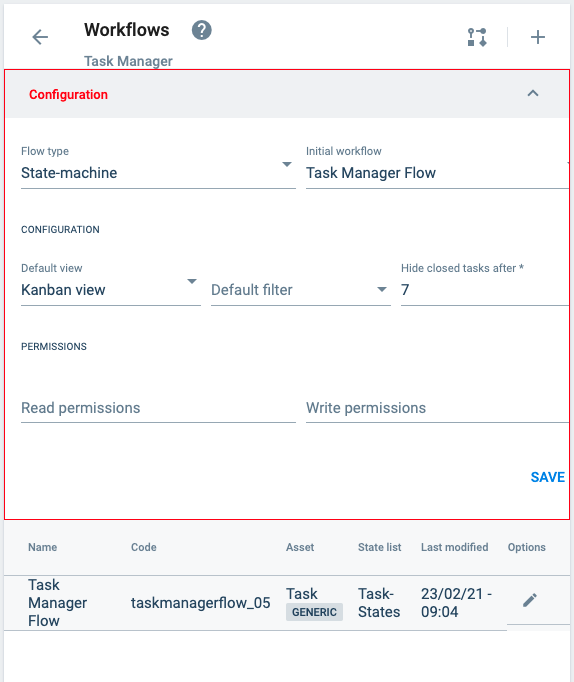 Workflows ?
Task Manager
Configuration
Flow type Initial workflow
State-machine Task Manager Flow
CONFIGURATION
Default view Hide closed tasks after *
Kanban view Default filter 7
PERMISSIONS
Read permissions Write permissions
SAVE
Name Code Asset State list Last modified Options
Task Manager Flow taskmanagerflow_05 Task GENERIC Task-States 23/02/21 - 09:04